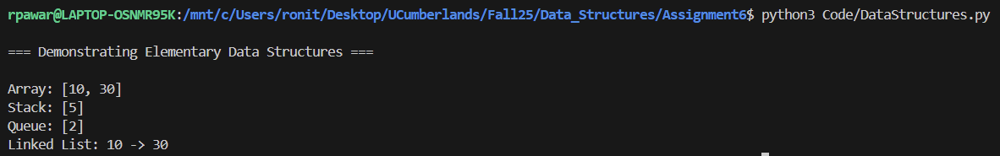 rpawar@LAPTOP-OSNMR95K:/mnt/c/Users/ronit/Desktop/UCumberlands/Fall25/Data_Structures/Assignment6$ python3 Code/DataStructures.py
=== Demonstrating Elementary Data Structures ===
Array: [10, 30]
Stack: [5]
Queue: [2]
Linked List: 10 -> 30